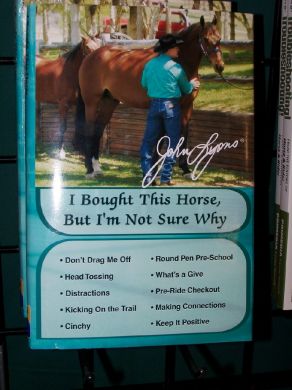 John Lyons
I Bought This Horse,
But I'm Not Sure Why
• Don't Drag Me Off
• Head Tossing
• Distractions
• Kicking On the Trail
• Cinchy
• Round Pen Pre-School
• What's a Give
• Pre-Ride Checkout
• Making Connections
• Keep It Positive